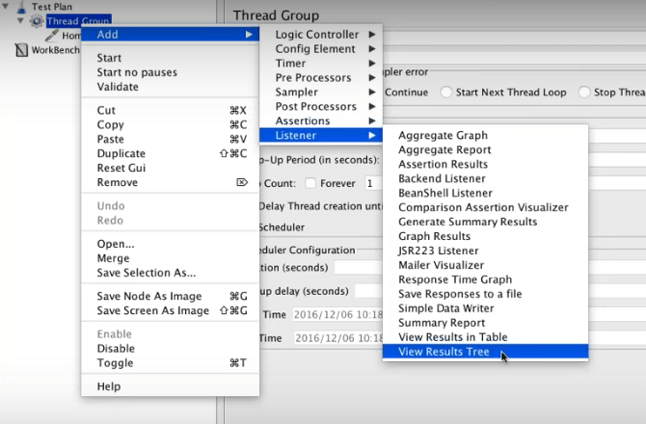 Test Plan
Thread Group
WorkBench
Thread Group
Add
Start
Start no pauses
Validate
Cut ⌘X
Copy ⌘C
Paste ⌘V
Duplicate ⇧⌘C
Reset Gui
Remove ⌦
Undo
Redo
Open...
Merge
Save Selection As...
Save Node As Image ⌘G
Save Screen As Image ⇧⌘G
Enable
Disable
Toggle ⌘T
Help
Logic Controller
Config Element
Timer
Pre Processors
Sampler
Post Processors
Assertions
Listener
Aggregate Graph
Aggregate Report
Assertion Results
Backend Listener
BeanShell Listener
Comparison Assertion Visualizer
Generate Summary Results
Graph Results
JSR223 Listener
Mailer Visualizer
Response Time Graph
Save Responses to a file
Simple Data Writer
Summary Report
View Results in Table
View Results Tree
pler error
Continue Start Next Thread Loop Stop Threa
p-Up Period (in seconds):
Count: Forever 1
Delay Thread creation unti
Scheduler
eduler Configuration
tion (seconds)
up delay (seconds)
Time 2016/12/06 10:18
Time 2016/12/06 10:18